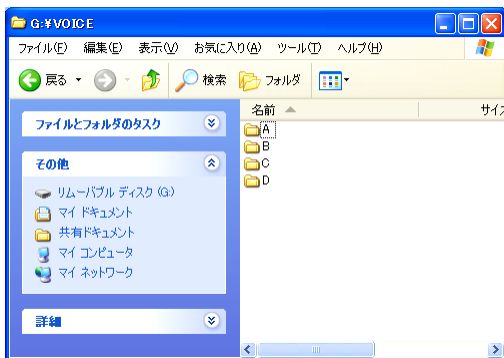 G:¥VOICE
ファイル(F) 編集(E) 表示(V) お気に入り(A) ツール(T) ヘルプ(H)
戻る 検索 フォルダ
ファイルとフォルダのタスク
その他
リムーバブル ディスク (G:)
マイ ドキュメント
共有ドキュメント
マイ コンピュータ
マイ ネットワーク
詳細
名前 サイ
A
B
C
D